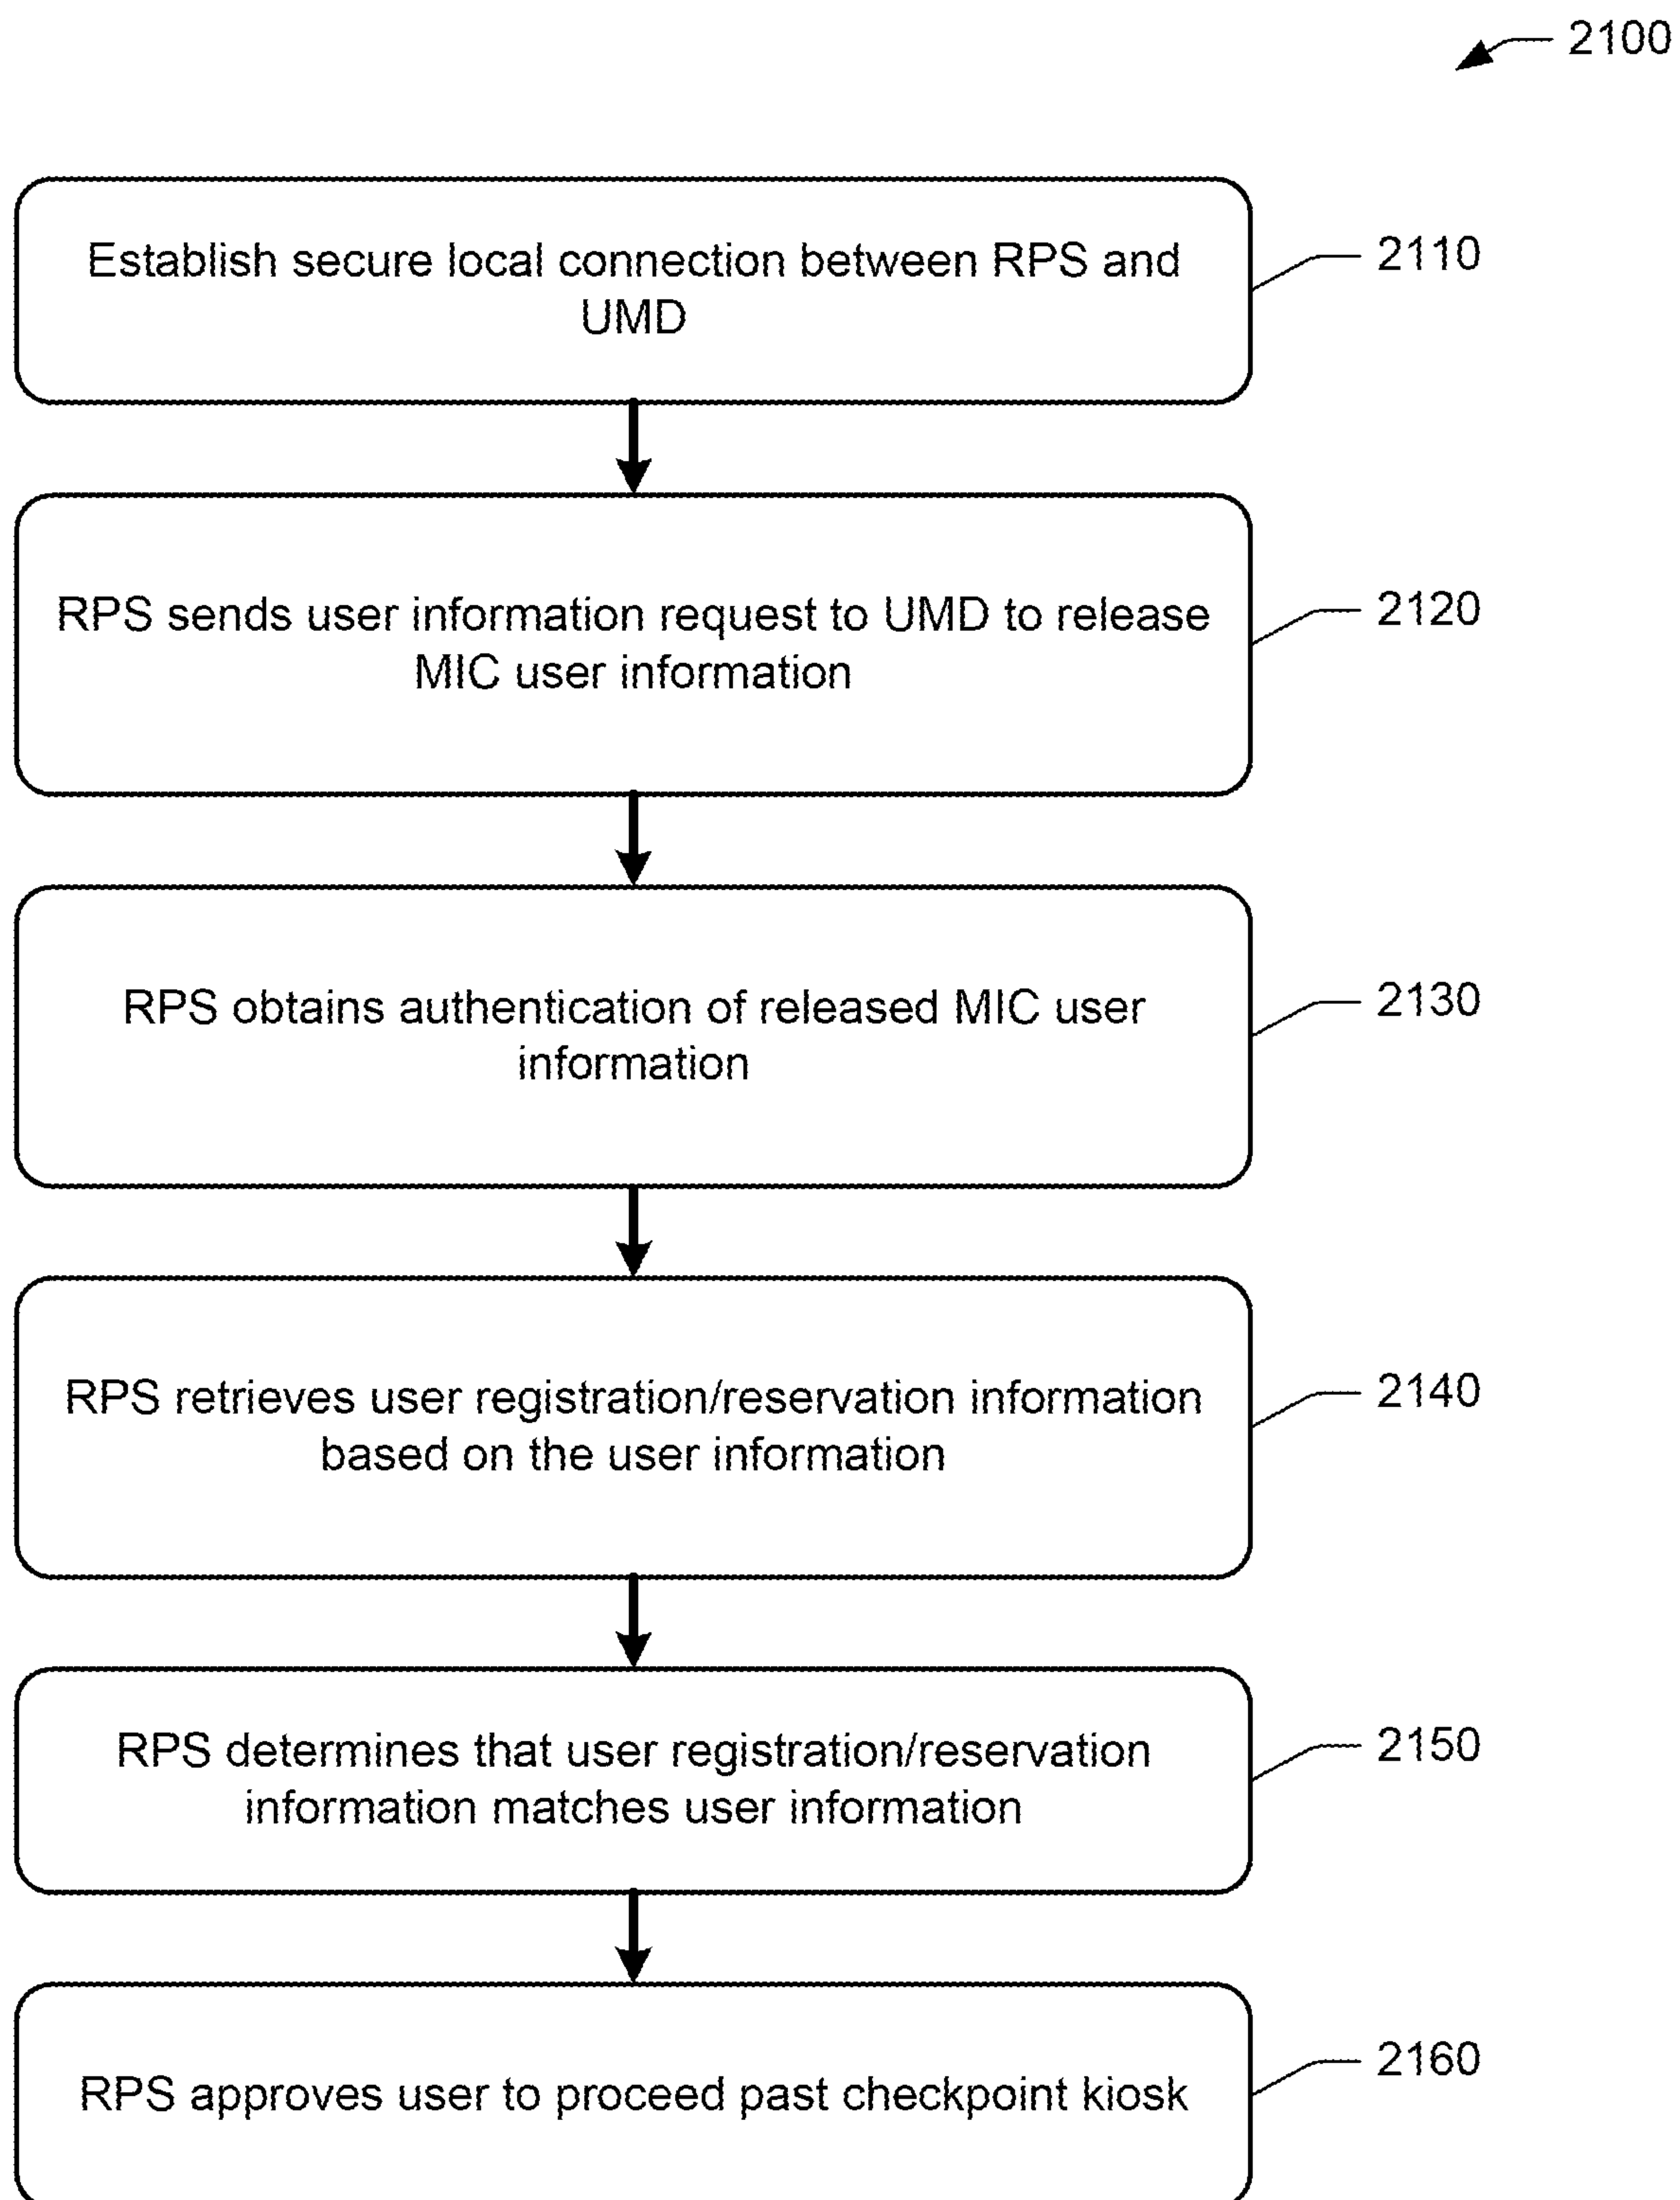 2100
Establish secure local connection between RPS and
UMD
2110
RPS sends user information request to UMD to release
MIC user information
2120
RPS obtains authentication of released MIC user
information
2130
RPS retrieves user registration/reservation information
based on the user information
2140
RPS determines that user registration/reservation
information matches user information
2150
RPS approves user to proceed past checkpoint kiosk
2160